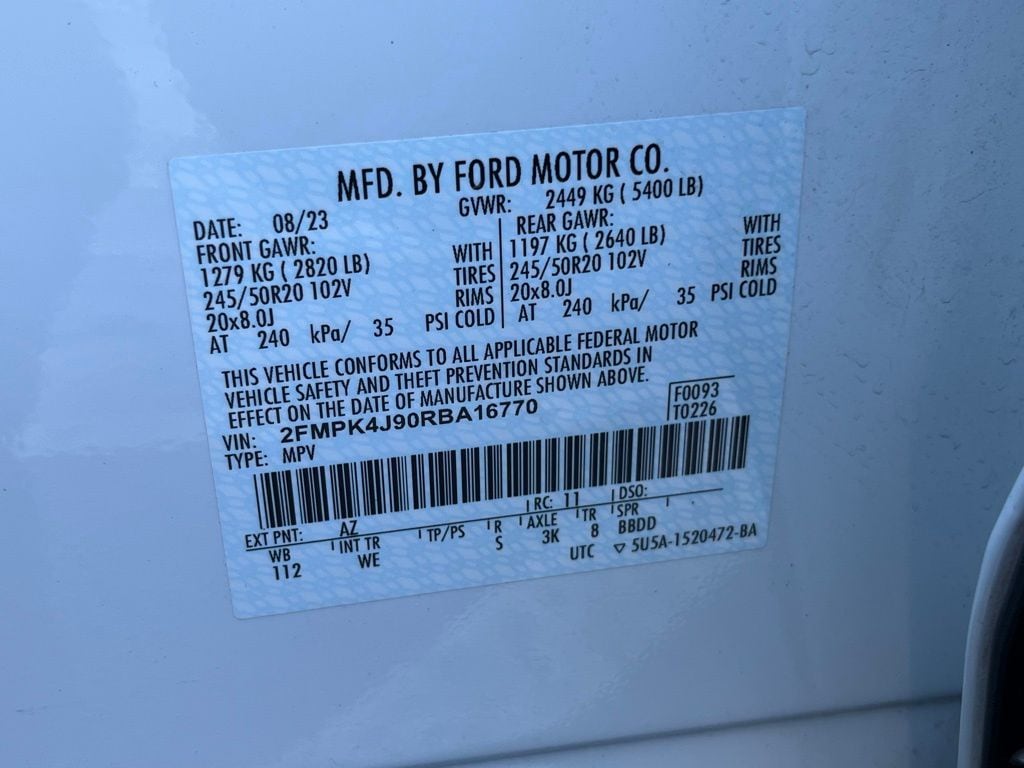 MFD. BY FORD MOTOR CO.
DATE: 08/23 GVWR: 2449 KG ( 5400 LB)
FRONT GAWR: WITH REAR GAWR: WITH
1279 KG ( 2820 LB) TIRES 1197 KG ( 2640 LB) TIRES
245/50R20 102V RIMS 245/50R20 102V RIMS
20x8.0J 20x8.0J
AT 240 kPa/ 35 PSI COLD AT 240 kPa/ 35 PSI COLD
THIS VEHICLE CONFORMS TO ALL APPLICABLE FEDERAL MOTOR
VEHICLE SAFETY AND THEFT PREVENTION STANDARDS IN
EFFECT ON THE DATE OF MANUFACTURE SHOWN ABOVE.
VIN: 2FMPK4J90RBA16770 F0093
TYPE: MPV T0226
EXT PNT: AZ RC: 11 DSO:
WB INT TR TP/PS R AXLE TR SPR
112 WE S 3K 8 BBDD
UTC ▽ 5U5A-1520472-BA